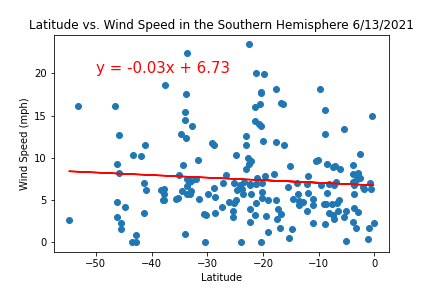 Latitude vs. Wind Speed in the Southern Hemisphere 6/13/2021
y = -0.03x + 6.73
20
15
10
5
0
Wind Speed (mph)
−50 −40 −30 −20 −10 0
Latitude